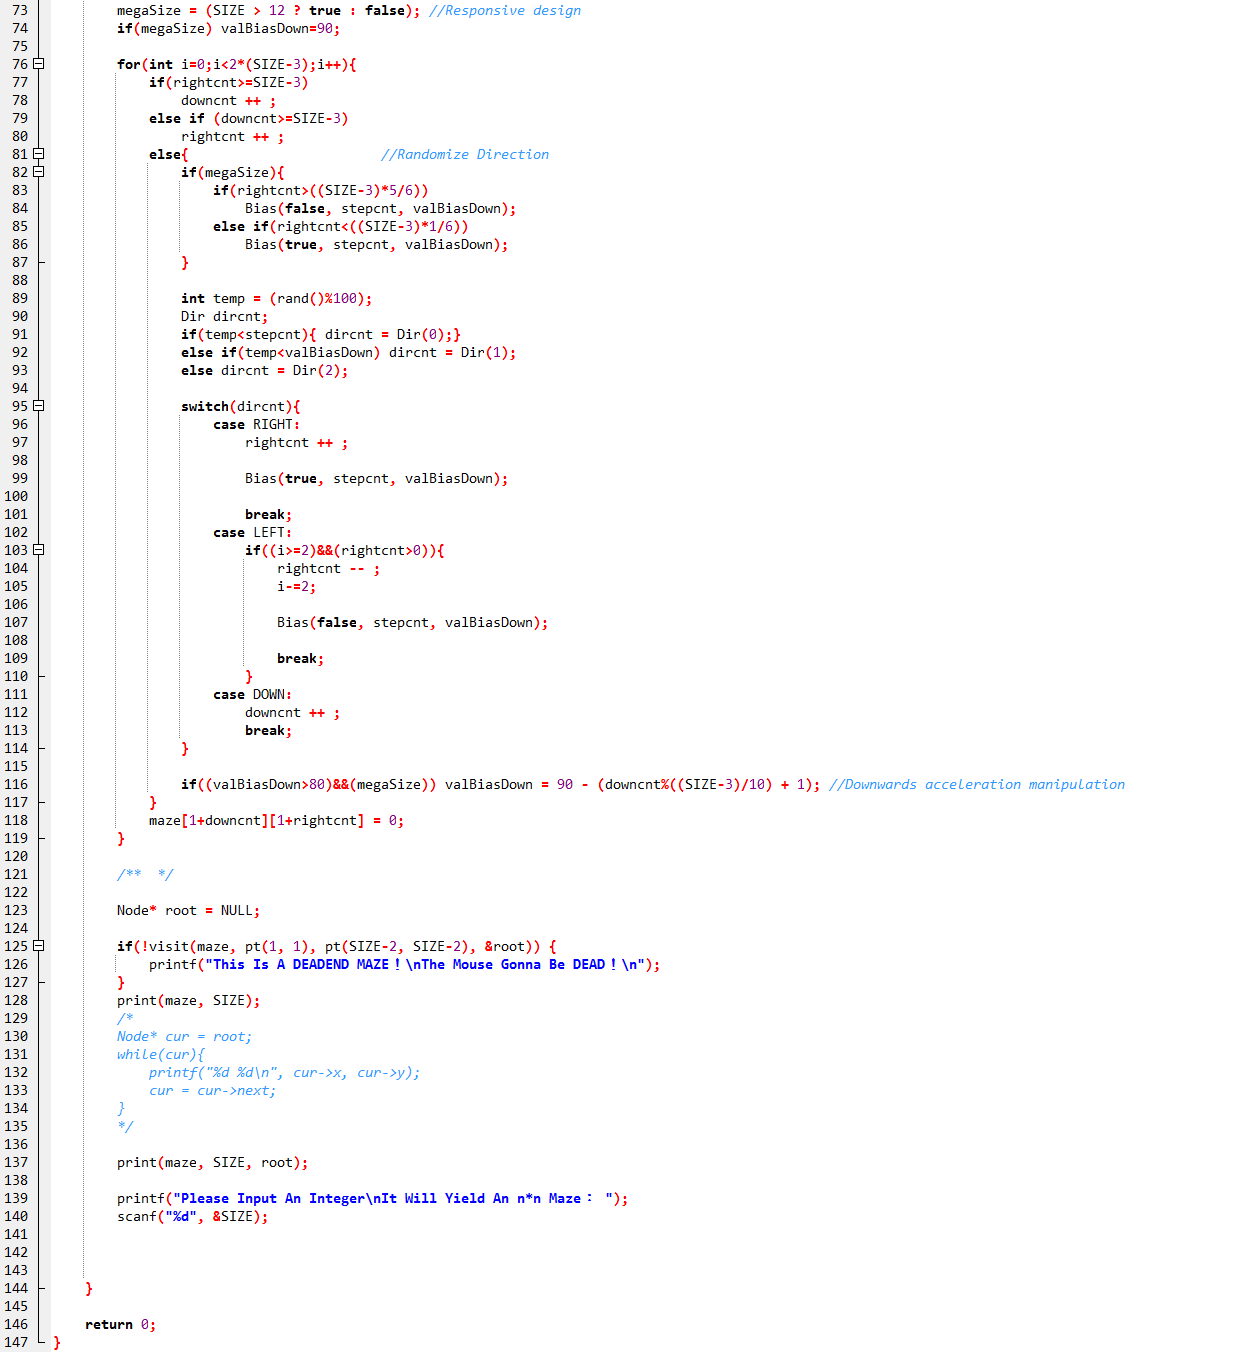 73 megaSize = (SIZE > 12 ? true : false); //Responsive design
74 if(megaSize) valBiasDown=90;
75
76 for(int i=0;i<2*(SIZE-3);i++){
77 if(rightcnt>=SIZE-3)
78 downcnt ++ ;
79 else if (downcnt>=SIZE-3)
80 rightcnt ++ ;
81 else{ //Randomize Direction
82 if(megaSize){
83 if(rightcnt>((SIZE-3)*5/6))
84 Bias(false, stepcnt, valBiasDown);
85 else if(rightcnt<((SIZE-3)*1/6))
86 Bias(true, stepcnt, valBiasDown);
87 }
88
89 int temp = (rand()%100);
90 Dir dircnt;
91 if(temp<stepcnt){ dircnt = Dir(0);}
92 else if(temp<valBiasDown) dircnt = Dir(1);
93 else dircnt = Dir(2);
94
95 switch(dircnt){
96 case RIGHT:
97 rightcnt ++ ;
98
99 Bias(true, stepcnt, valBiasDown);
100
101 break;
102 case LEFT:
103 if((i>=2)&&(rightcnt>0)){
104 rightcnt -- ;
105 i-=2;
106
107 Bias(false, stepcnt, valBiasDown);
108
109 break;
110 }
111 case DOWN:
112 downcnt ++ ;
113 break;
114 }
115
116 if((valBiasDown>80)&&(megaSize)) valBiasDown = 90 - (downcnt%((SIZE-3)/10) + 1); //Downwards acceleration manipulation
117 }
118 maze[1+downcnt][1+rightcnt] = 0;
119 }
120
121 /** */
122
123 Node* root = NULL;
124
125 if(!visit(maze, pt(1, 1), pt(SIZE-2, SIZE-2), &root)) {
126 printf("This Is A DEADEND MAZE！\nThe Mouse Gonna Be DEAD！\n");
127 }
128 print(maze, SIZE);
129 /*
130 Node* cur = root;
131 while(cur){
132 printf("%d %d\n", cur->x, cur->y);
133 cur = cur->next;
134 }
135 */
136
137 print(maze, SIZE, root);
138
139 printf("Please Input An Integer\nIt Will Yield An n*n Maze： ");
140 scanf("%d", &SIZE);
141
142
143
144 }
145
146 return 0;
147 }